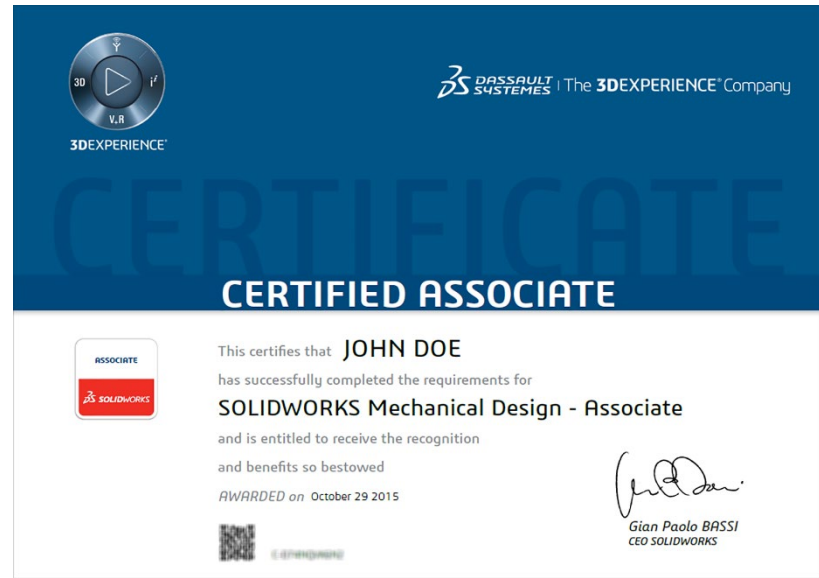 3D
i²
V.R
3DEXPERIENCE®
DASSAULT SYSTEMES | The 3DEXPERIENCE® Company
CERTIFICATE
CERTIFIED ASSOCIATE
ASSOCIATE
SOLIDWORKS
This certifies that JOHN DOE
has successfully completed the requirements for
SOLIDWORKS Mechanical Design - Associate
and is entitled to receive the recognition
and benefits so bestowed
AWARDED on October 29 2015
Gian Paolo BASSI
CEO SOLIDWORKS